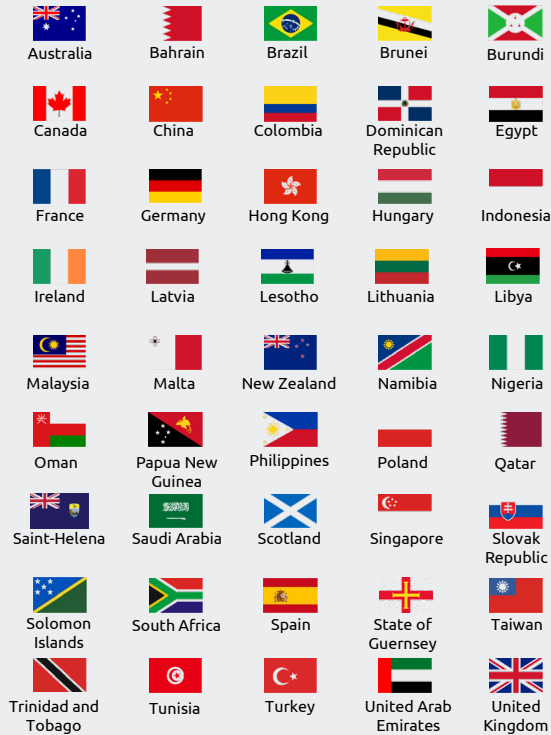 Australia
Bahrain
Brazil
Brunei
Burundi
Canada
China
Colombia
Dominican
Republic
Egypt
France
Germany
Hong Kong
Hungary
Indonesia
Ireland
Latvia
Lesotho
Lithuania
Libya
Malaysia
Malta
New Zealand
Namibia
Nigeria
Oman
Papua New
Guinea
Philippines
Poland
Qatar
Saint-Helena
Saudi Arabia
Scotland
Singapore
Slovak
Republic
Solomon
Islands
South Africa
Spain
State of
Guernsey
Taiwan
Trinidad and
Tobago
Tunisia
Turkey
United Arab
Emirates
United
Kingdom